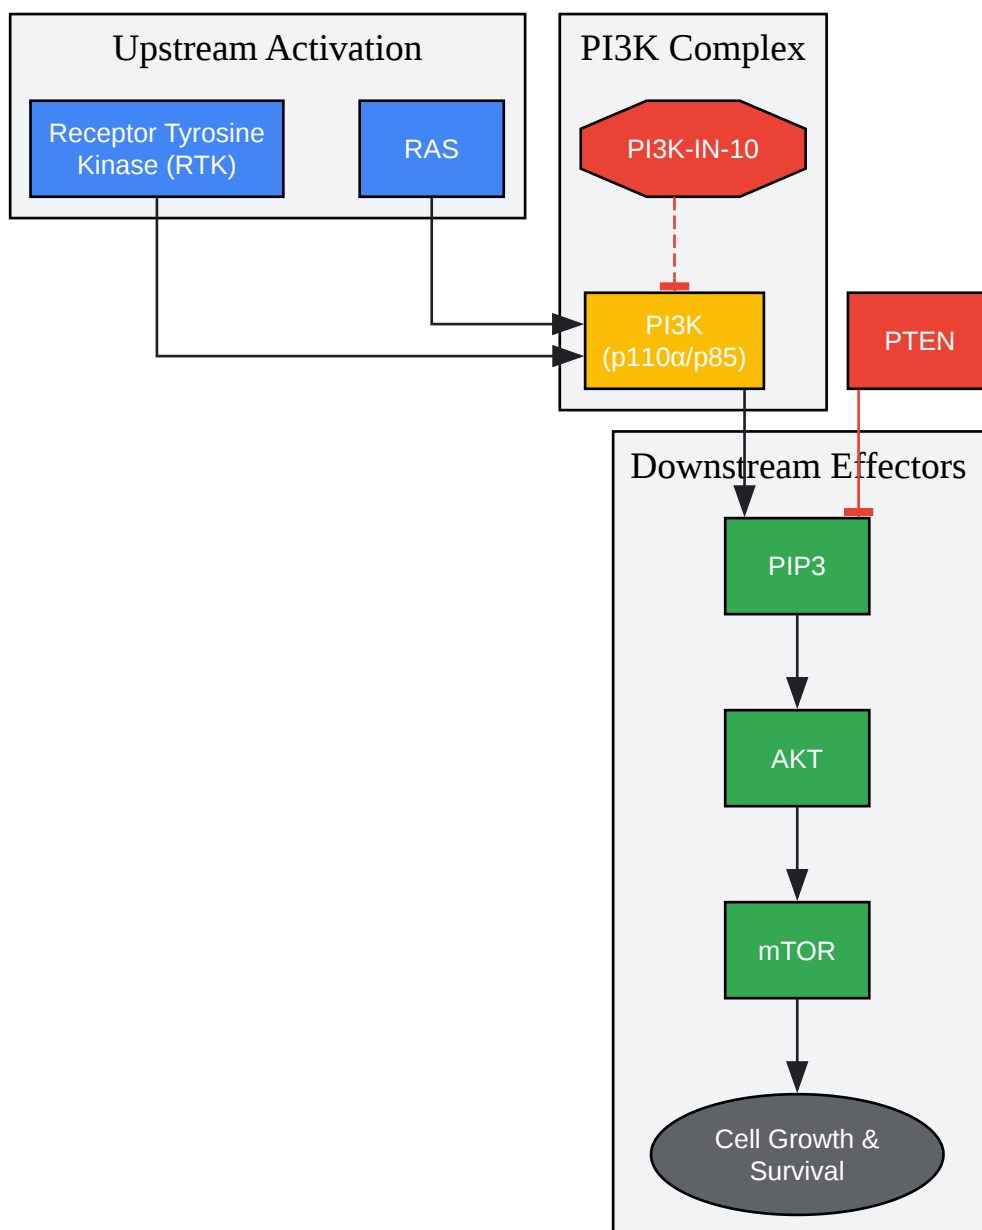 Upstream Activation
PI3K Complex
Receptor Tyrosine
Kinase (RTK)
RAS
PI3K-IN-10
PI3K
(p110α/p85)
PTEN
Downstream Effectors
PIP3
AKT
mTOR
Cell Growth &
Survival